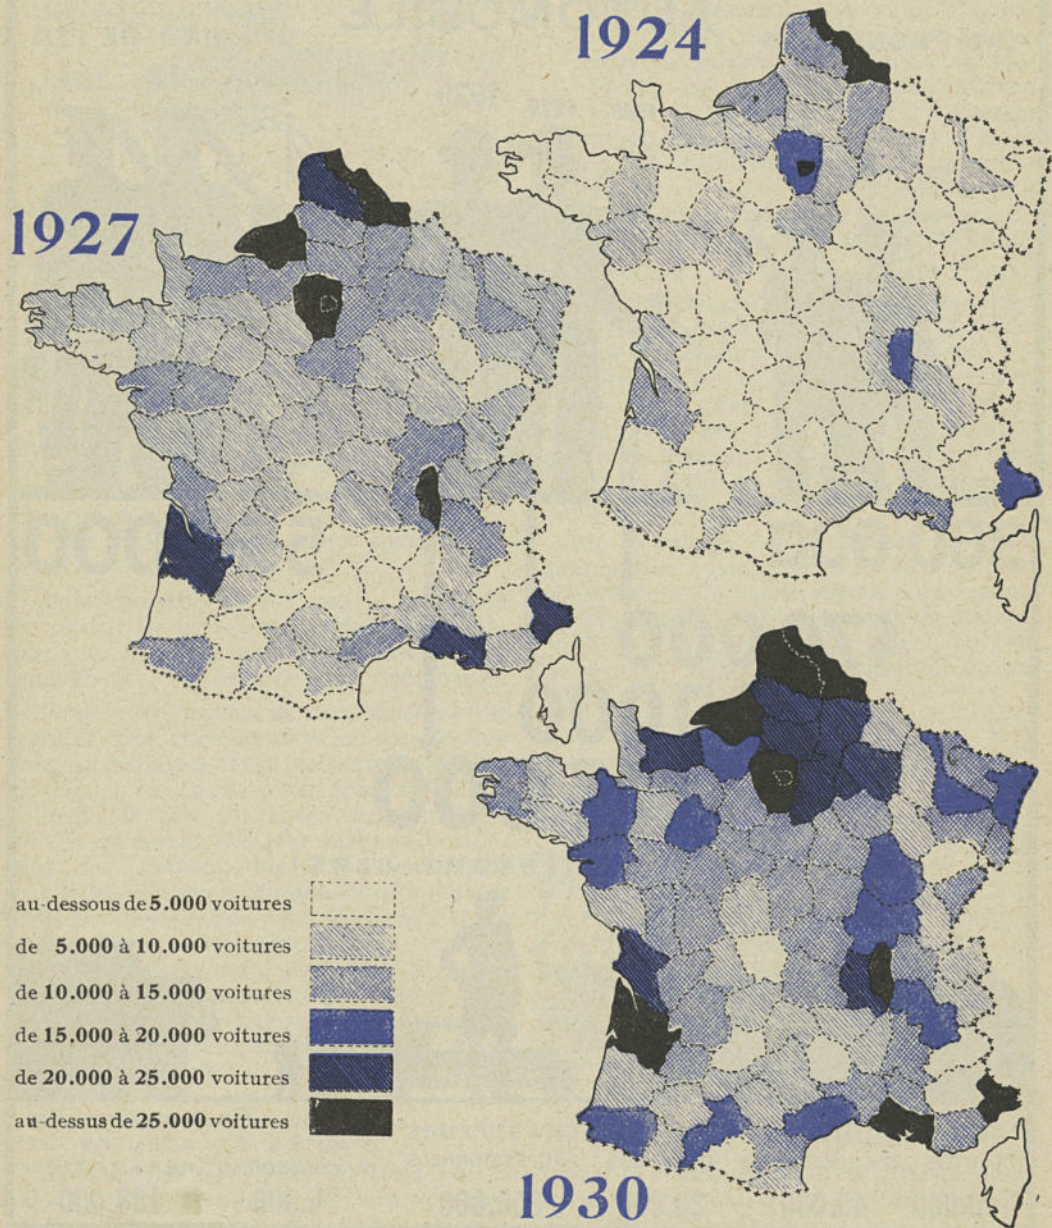 1924
1927
au-dessous de 5.000 voitures
de 5.000 à 10.000 voitures
de 10.000 à 15.000 voitures
de 15.000 à 20.000 voitures
de 20.000 à 25.000 voitures
au-dessus de 25.000 voitures
1930